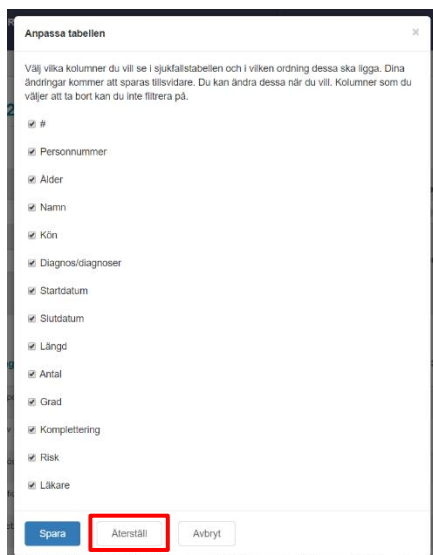 Anpassa tabellen
×
Välj vilka kolumner du vill se i sjukfallstabellen och i vilken ordning dessa ska ligga. Dina
ändringar kommer att sparas tillsvidare. Du kan ändra dessa när du vill. Kolumner som du
väljer att ta bort kan du inte filtrera på.
#
Personnummer
Ålder
Namn
Kön
Diagnos/diagnoser
Startdatum
Slutdatum
Längd
Antal
Grad
Komplettering
Risk
Läkare
Spara Återställ Avbryt